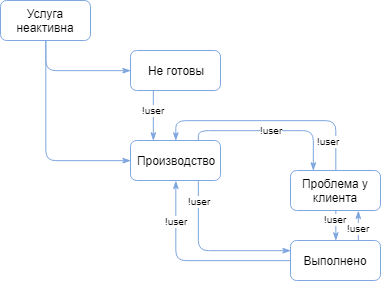 Услуга
неактивна
Не готовы
!user
!user
Производство
Проблема у
клиента
!user
!user
!user
!user
!user
Выполнено